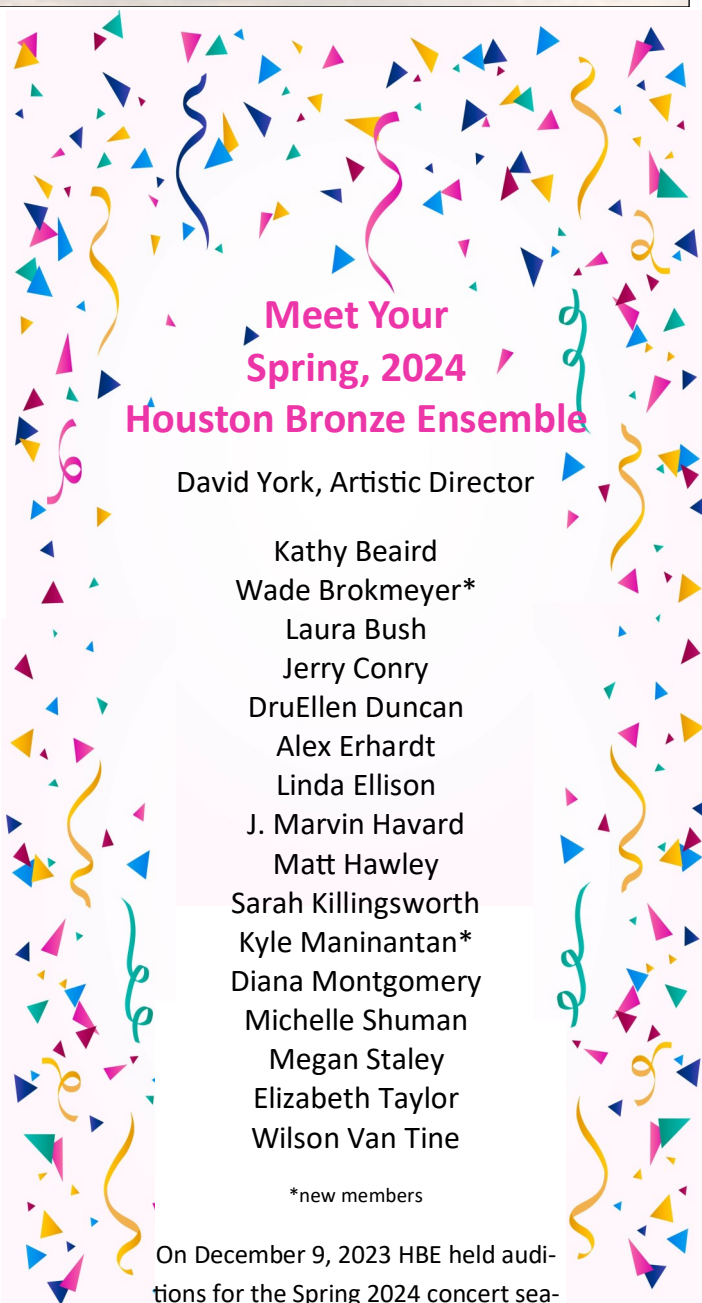 Meet Your
Spring, 2024
Houston Bronze Ensemble
David York, Artistic Director
Kathy Beaird
Wade Brokmeyer*
Laura Bush
Jerry Conry
DruEllen Duncan
Alex Erhardt
Linda Ellison
J. Marvin Havard
Matt Hawley
Sarah Killingsworth
Kyle Maninantan*
Diana Montgomery
Michelle Shuman
Megan Staley
Elizabeth Taylor
Wilson Van Tine
*new members
On December 9, 2023 HBE held audi-
tions for the Spring 2024 concert sea-